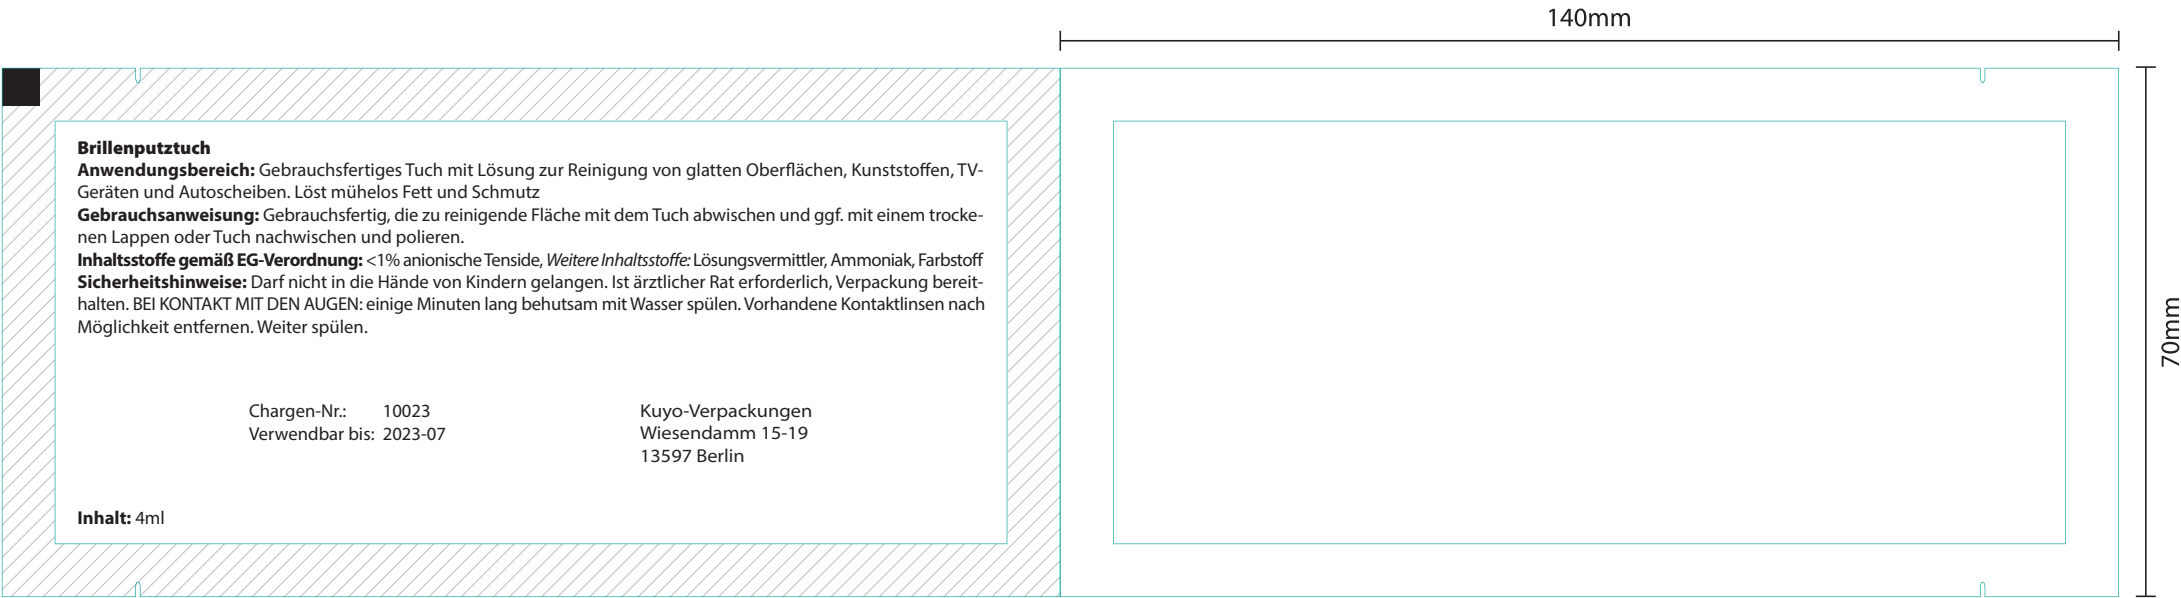 140mm
Brillenputztuch
Anwendungsbereich: Gebrauchsfertiges Tuch mit Lösung zur Reinigung von glatten Oberflächen, Kunststoffen, TV-
Geräten und Autoscheiben. Löst mühelos Fett und Schmutz
Gebrauchsanweisung: Gebrauchsfertig, die zu reinigende Fläche mit dem Tuch abwischen und ggf. mit einem trocke-
nen Lappen oder Tuch nachwischen und polieren.
Inhaltsstoffe gemäß EG-Verordnung: <1% anionische Tenside, Weitere Inhaltsstoffe: Lösungsvermittler, Ammoniak, Farbstoff
Sicherheitshinweise: Darf nicht in die Hände von Kindern gelangen. Ist ärztlicher Rat erforderlich, Verpackung bereit-
halten. BEI KONTAKT MIT DEN AUGEN: einige Minuten lang behutsam mit Wasser spülen. Vorhandene Kontaktlinsen nach
Möglichkeit entfernen. Weiter spülen.
Chargen-Nr.: 10023
Verwendbar bis: 2023-07
Kuyo-Verpackungen
Wiesendamm 15-19
13597 Berlin
Inhalt: 4ml
70mm